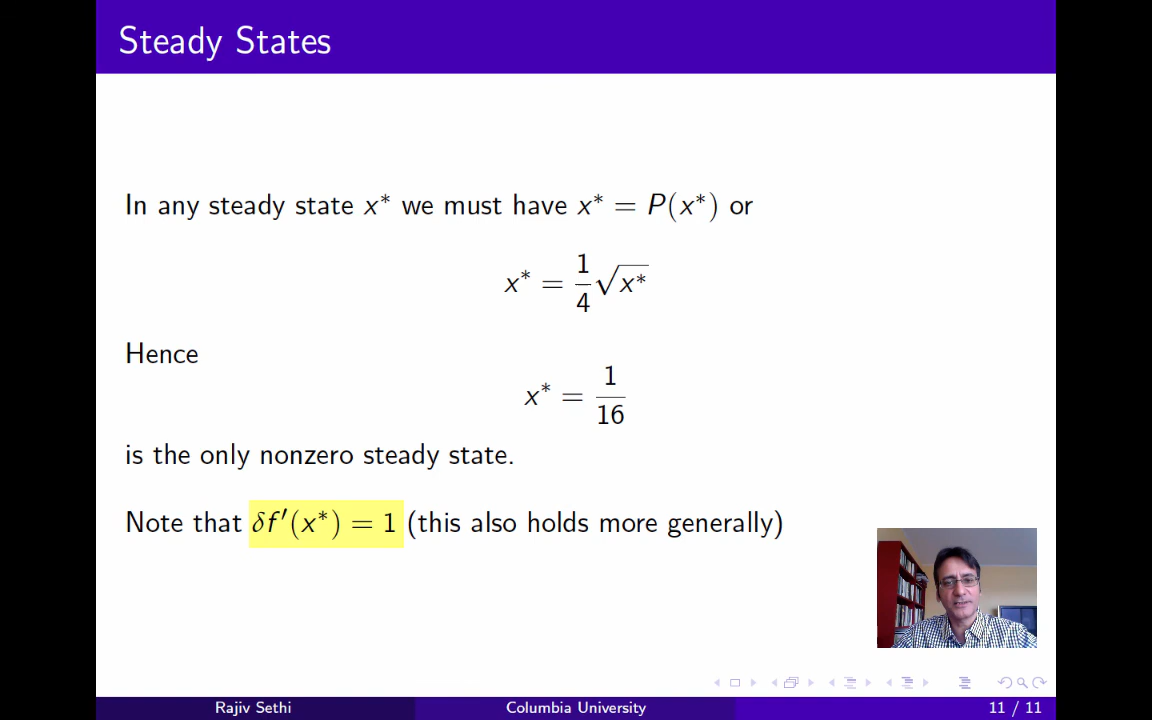 Steady States
In any steady state x* we must have x* = P(x*) or
x* = 1/4 √x*
Hence
x* = 1/16
is the only nonzero steady state.
Note that δf′(x*) = 1 (this also holds more generally)
Rajiv Sethi Columbia University 11 / 11